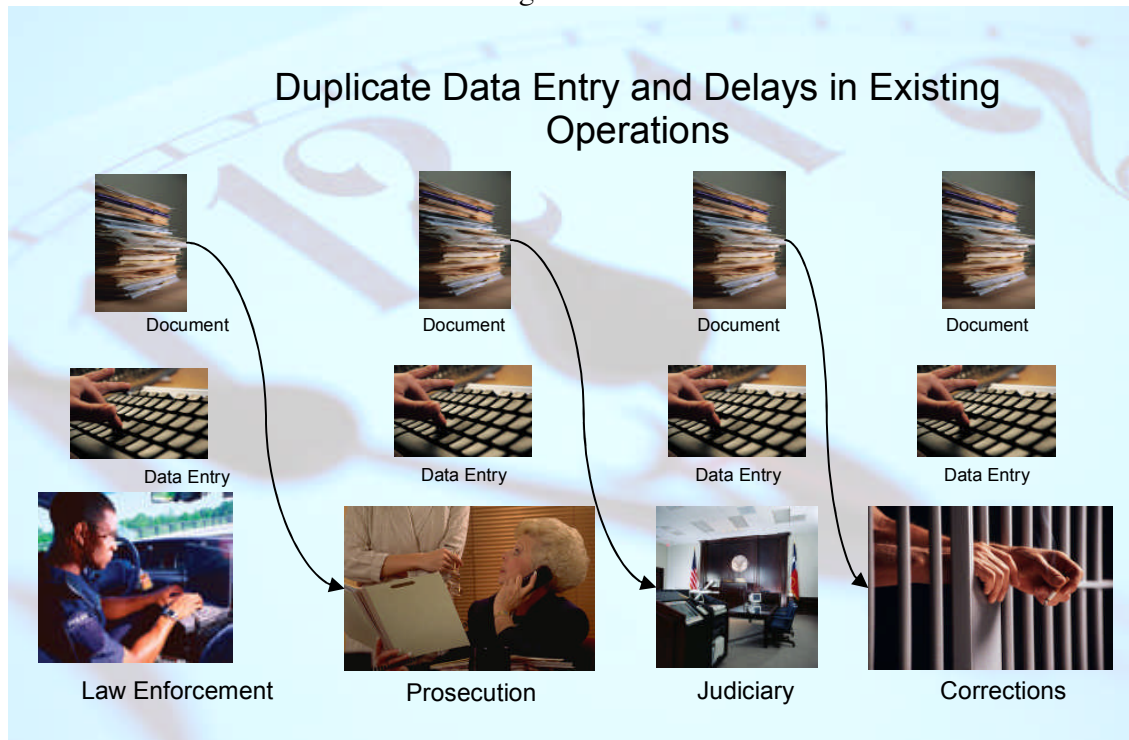 Duplicate Data Entry and Delays in Existing
Operations
Document
Document
Document
Document
Data Entry
Data Entry
Data Entry
Data Entry
Law Enforcement
Prosecution
Judiciary
Corrections